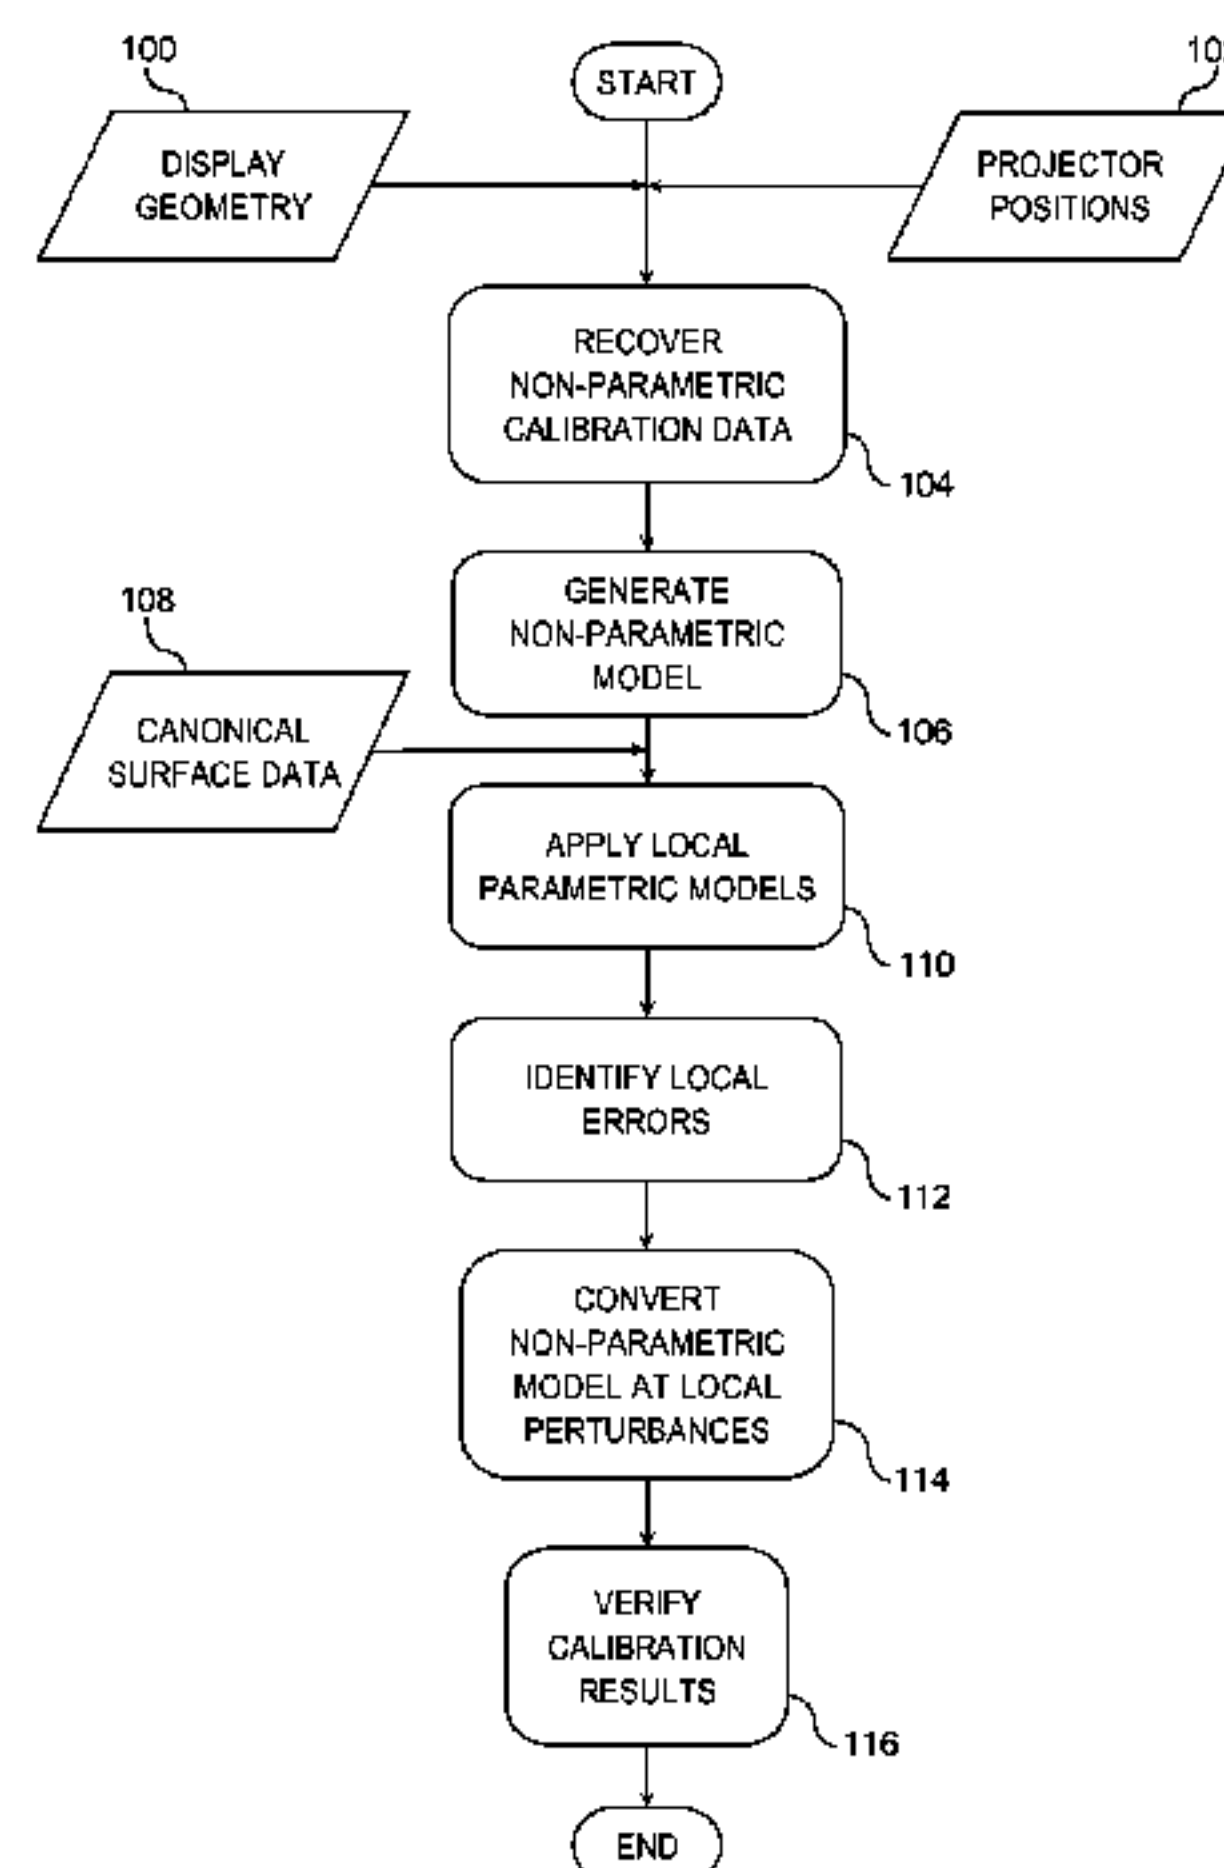 100
START
DISPLAY
GEOMETRY
PROJECTOR
POSITIONS
RECOVER
NON-PARAMETRIC
CALIBRATION DATA
104
GENERATE
NON-PARAMETRIC
MODEL
106
108
CANONICAL
SURFACE DATA
APPLY LOCAL
PARAMETRIC MODELS
110
IDENTIFY LOCAL
ERRORS
112
CONVERT
NON-PARAMETRIC
MODEL AT LOCAL
PERTURBANCES
114
VERIFY
CALIBRATION
RESULTS
116
END